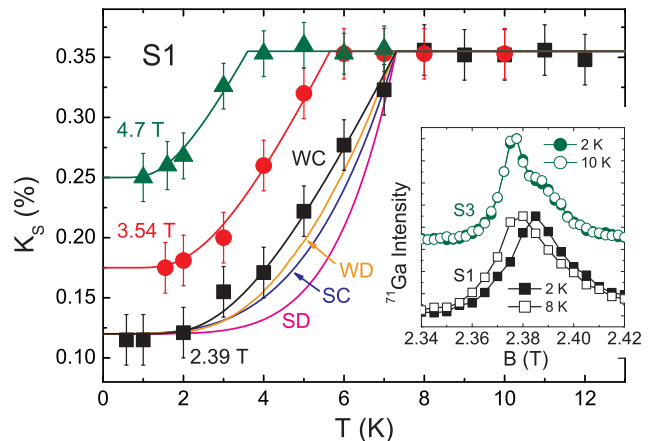 S1
0.35
0.30
0.25
0.20
0.15
0.10
K_S (%)
4.7 T
3.54 T
2.39 T
WC
WD
SC
SD
0 2 4 6 8 10 12
T (K)
71Ga Intensity
2 K
10 K
S3
S1
2 K
8 K
2.34 2.36 2.38 2.40 2.42
B (T)